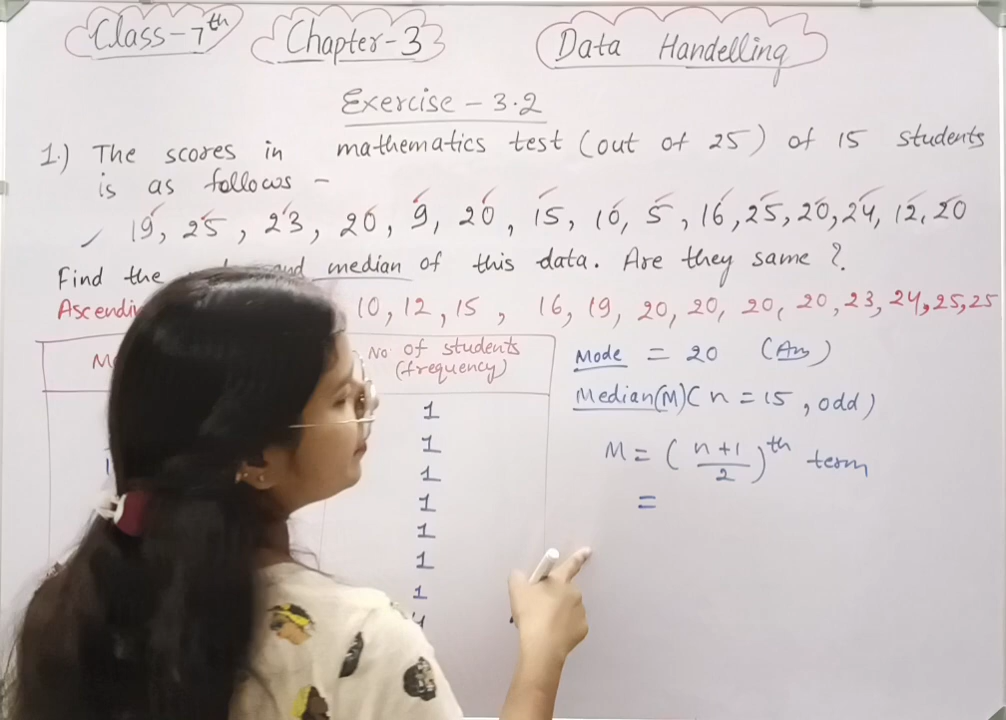 Class-7th Chapter-3 Data Handelling
Exercise - 3.2
1.) The scores in mathematics test (out of 25) of 15 students
is as follows -
19, 25, 23, 20, 9, 20, 15, 10, 5, 16, 25, 20, 24, 12, 20
Find the and median of this data. Are they same ?
10, 12, 15, 16, 19, 20, 20, 20, 20, 23, 24, 25, 25
No. of students
(frequency)
1
1
1
1
1
1
1
4
Mode = 20 (Ans)
Median(M) (n = 15, odd)
M = (n+1/2)th term
=